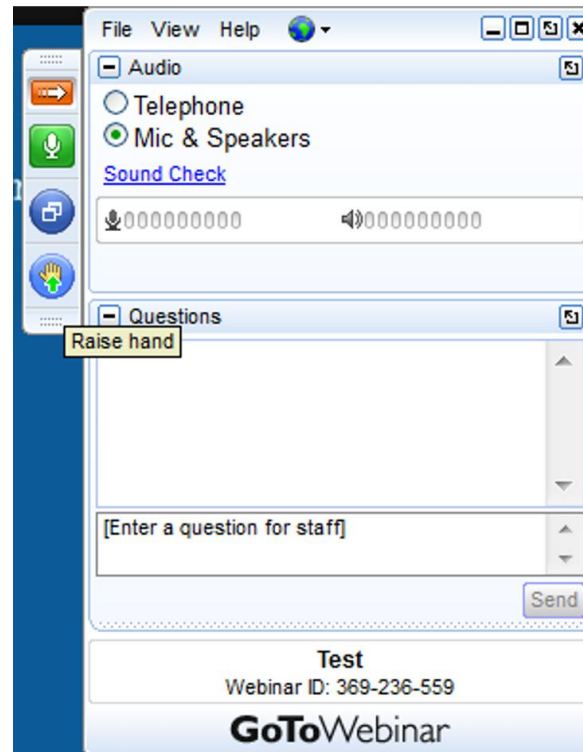 File View Help
Audio
Telephone
Mic & Speakers
Sound Check
000000000 000000000
Questions
Raise hand
[Enter a question for staff]
Send
Test
Webinar ID: 369-236-559
GoToWebinar